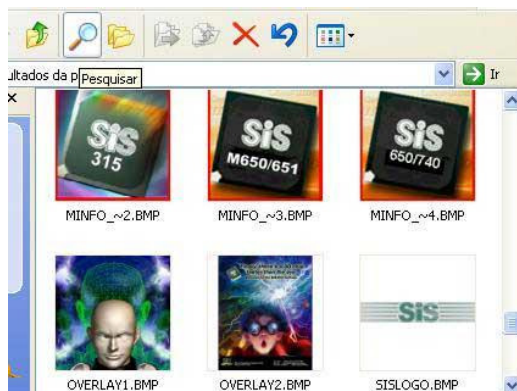 ultados da p
Pesquisar
Ir
SiS
315
SiS
M650/651
SiS
650/740
MINFO_~2.BMP
MINFO_~3.BMP
MINFO_~4.BMP
SiS
OVERLAY1.BMP
OVERLAY2.BMP
SISLOGO.BMP